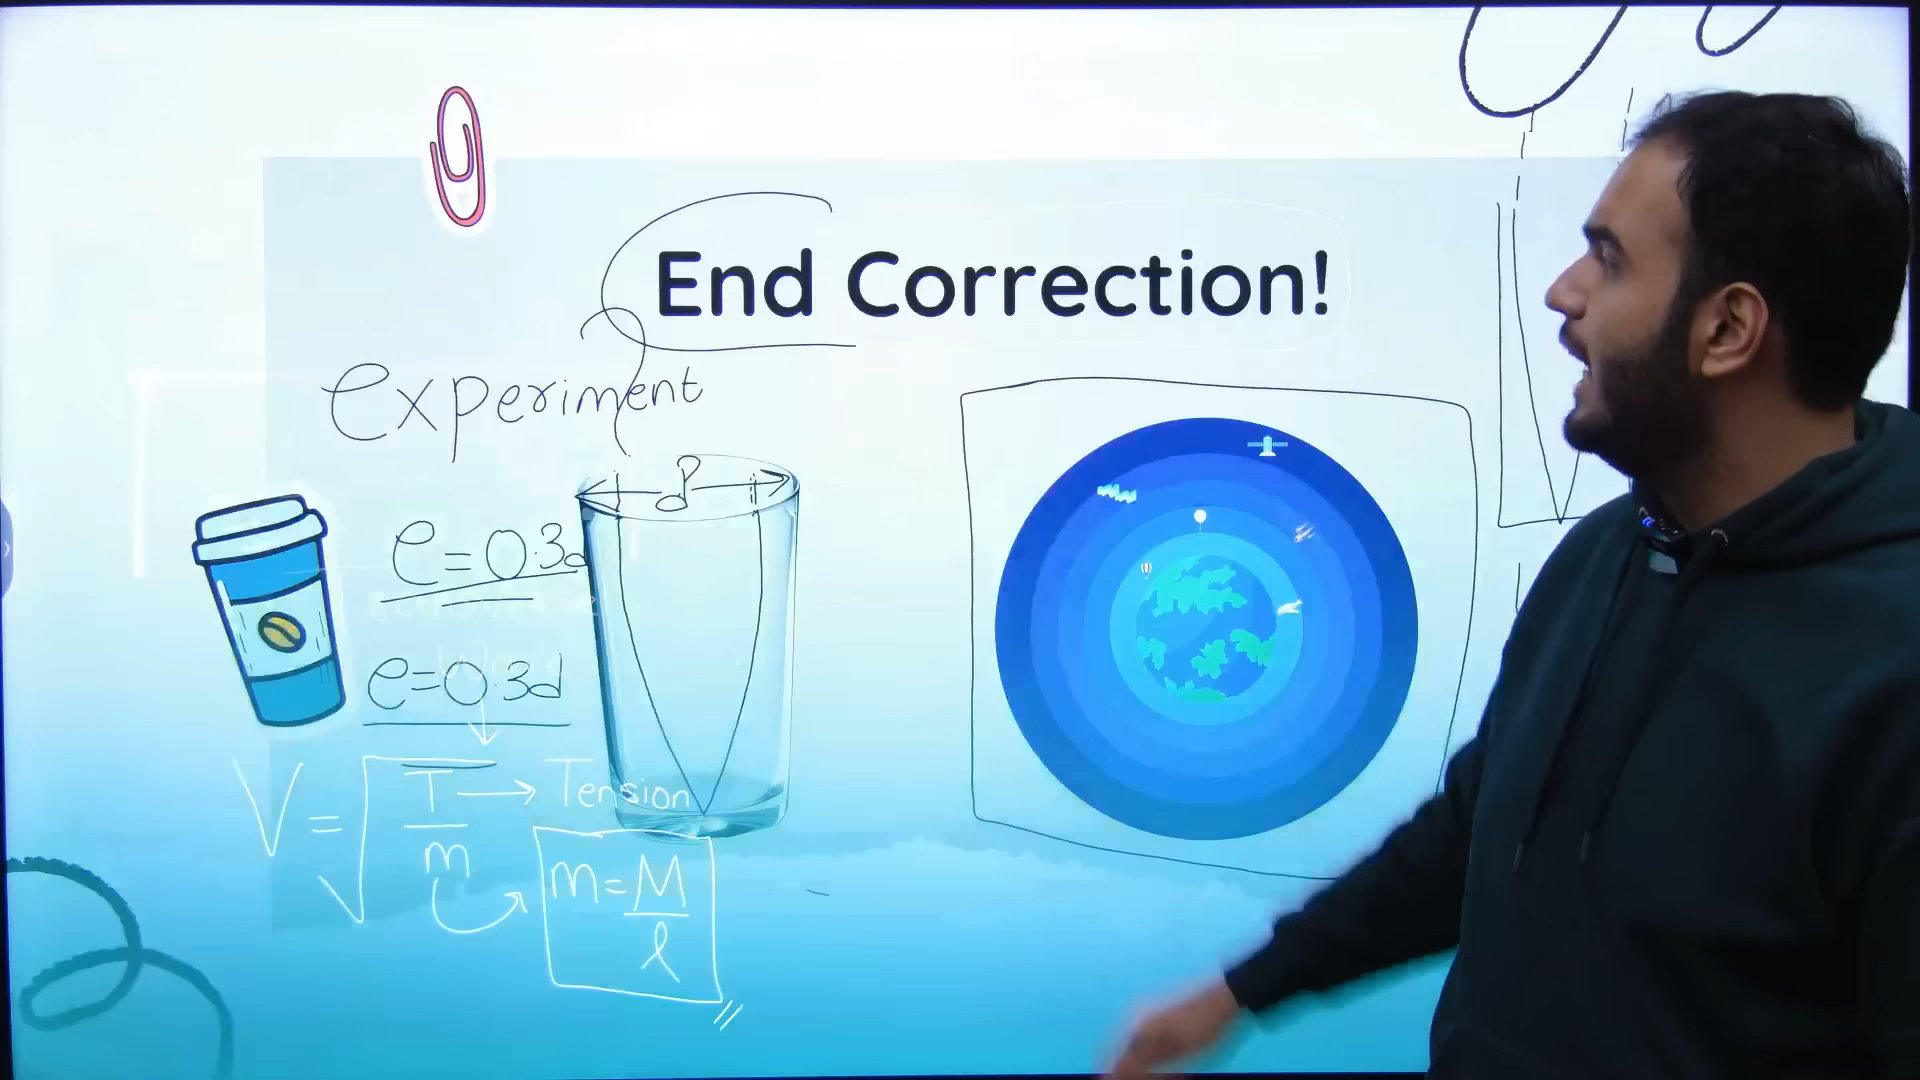 End Correction!
experiment
d
e = 0.3d
e = 0.3d
V = √T/m → Tension
m = M/l